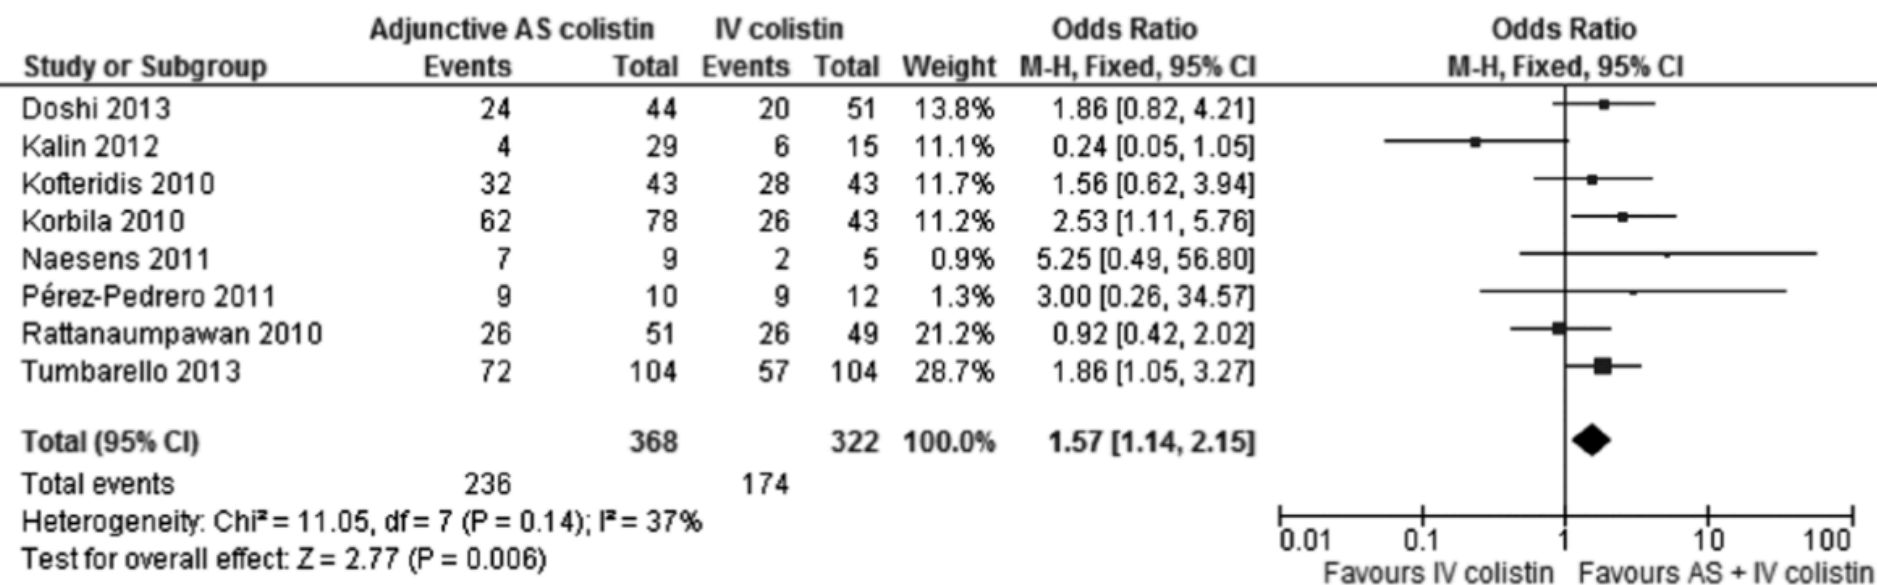 Adjunctive AS colistin IV colistin Odds Ratio Odds Ratio
Study or Subgroup Events Total Events Total Weight M-H, Fixed, 95% CI M-H, Fixed, 95% CI
Doshi 2013 24 44 20 51 13.8% 1.86 [0.82, 4.21]
Kalin 2012 4 29 6 15 11.1% 0.24 [0.05, 1.05]
Kofteridis 2010 32 43 28 43 11.7% 1.56 [0.62, 3.94]
Korbila 2010 62 78 26 43 11.2% 2.53 [1.11, 5.76]
Naesens 2011 7 9 2 5 0.9% 5.25 [0.49, 56.80]
Pérez-Pedrero 2011 9 10 9 12 1.3% 3.00 [0.26, 34.57]
Rattanaumpawan 2010 26 51 26 49 21.2% 0.92 [0.42, 2.02]
Tumbarello 2013 72 104 57 104 28.7% 1.86 [1.05, 3.27]
Total (95% CI) 368 322 100.0% 1.57 [1.14, 2.15]
Total events 236 174
Heterogeneity: Chi² = 11.05, df = 7 (P = 0.14); I² = 37%
Test for overall effect: Z = 2.77 (P = 0.006)
0.01 0.1 1 10 100
Favours IV colistin Favours AS + IV colistin